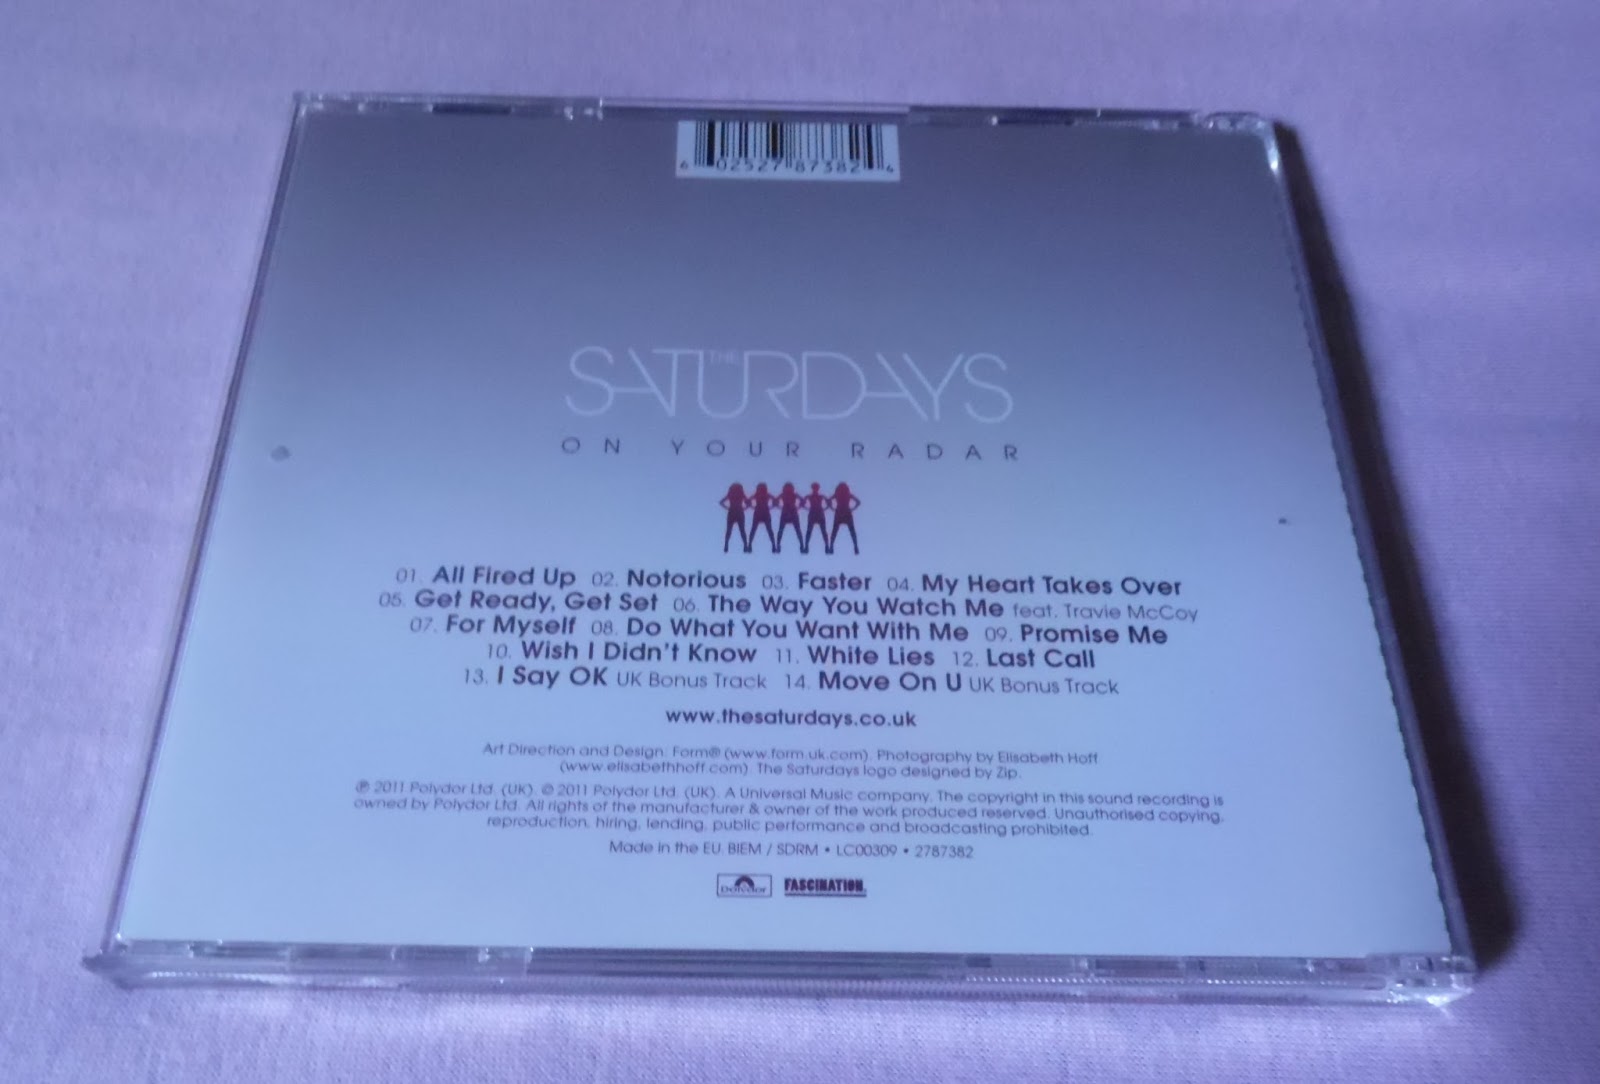 6 02527 87382 6
THE
SATURDAYS
ON YOUR RADAR
01. All Fired Up 02. Notorious 03. Faster 04. My Heart Takes Over
05. Get Ready, Get Set 06. The Way You Watch Me feat. Travie McCoy
07. For Myself 08. Do What You Want With Me 09. Promise Me
10. Wish I Didn't Know 11. White Lies 12. Last Call
13. I Say OK UK Bonus Track 14. Move On U UK Bonus Track
www.thesaturdays.co.uk
Art Direction and Design: Form® (www.form.uk.com). Photography by Elisabeth Hoff
(www.elisabethhoff.com). The Saturdays logo designed by Zip.
℗ 2011 Polydor Ltd. (UK). © 2011 Polydor Ltd. (UK). A Universal Music company. The copyright in this sound recording is
owned by Polydor Ltd. All rights of the manufacturer & owner of the work produced reserved. Unauthorised copying,
reproduction, hiring, lending, public performance and broadcasting prohibited.
Made in the EU. BIEM / SDRM • LC00309 • 2787382
Polydor FASCINATION.